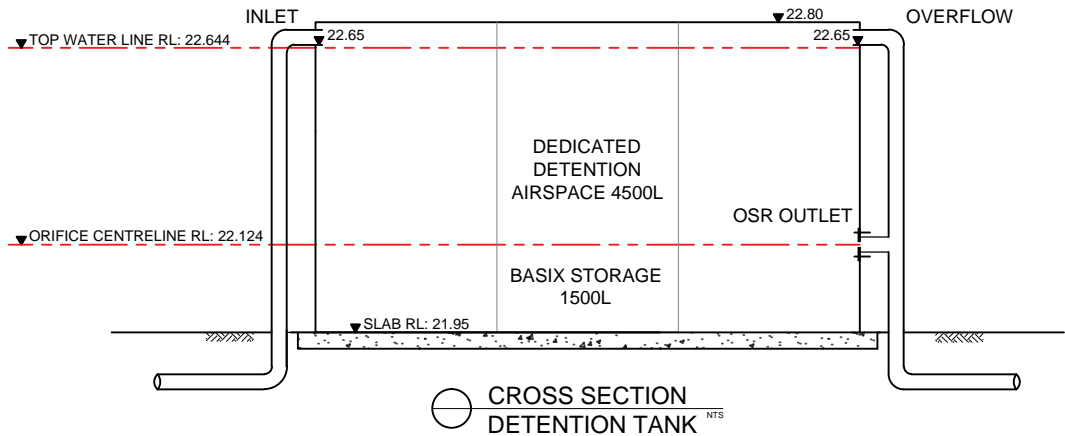 INLET
22.80
OVERFLOW
TOP WATER LINE RL: 22.644
22.65
22.65
DEDICATED
DETENTION
AIRSPACE 4500L
OSR OUTLET
ORIFICE CENTRELINE RL: 22.124
BASIX STORAGE
1500L
SLAB RL: 21.95
CROSS SECTION
DETENTION TANK NTS